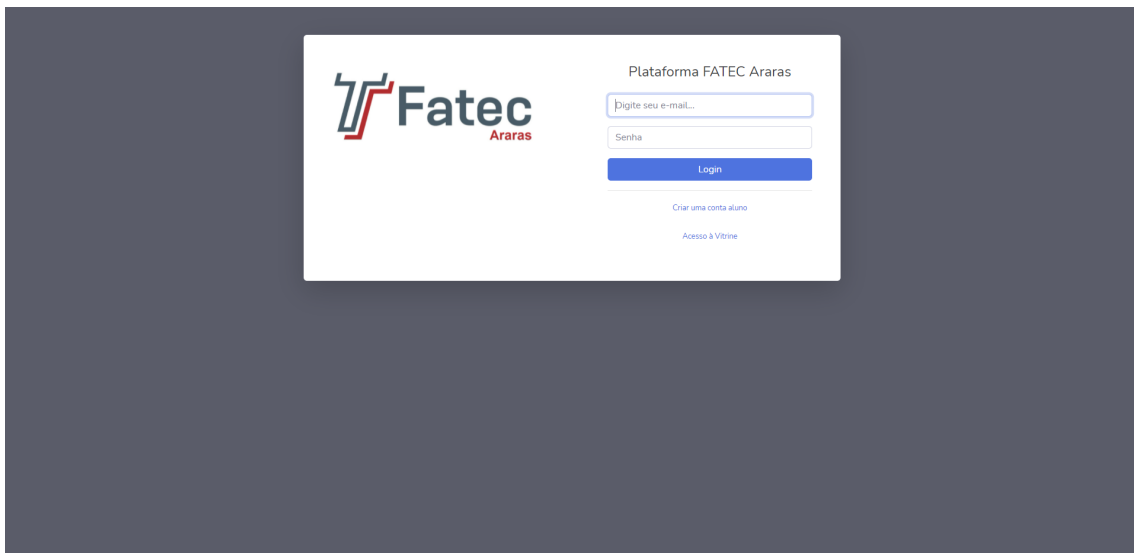 Fatec
Araras
Plataforma FATEC Araras
Digite seu e-mail...
Senha
Login
Criar uma conta aluno
Acesso à Vitrine